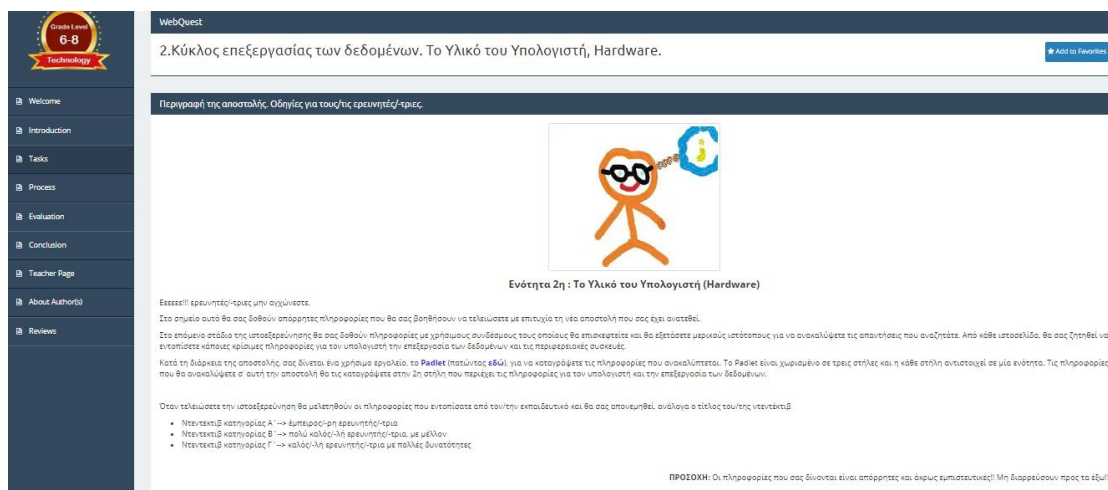 Grade Level
6-8
Technology
WebQuest
2.Κύκλος επεξεργασίας των δεδομένων. Το Υλικό του Υπολογιστή, Hardware.
Add to Favorites
Welcome
Introduction
Tasks
Process
Evaluation
Conclusion
Teacher Page
About Author(s)
Reviews
Περιγραφή της αποστολής. Οδηγίες για τους/τις ερευνητές/-τριες.
i
Ενότητα 2η : Το Υλικό του Υπολογιστή (Hardware)
Εεεεεε!!! ερευνητές/-τριες μην αγχώνεστε.
Στο σημείο αυτό θα σας δοθούν απόρρητες πληροφορίες που θα σας βοηθήσουν να τελειώσετε με επιτυχία τη νέα αποστολή που σας έχει ανατεθεί.
Στο επόμενο στάδιο της ιστοεξερεύνησης θα σας δοθούν πληροφορίες με χρήσιμους συνδέσμους τους οποίους θα επισκεφτείτε και θα εξετάσετε μερικούς ιστότοπους για να ανακαλύψετε τις απαντήσεις που αναζητάτε. Από κάθε ιστοσελίδα, θα σας ζητηθεί να
εντοπίσετε κάποιες κρίσιμες πληροφορίες για τον υπολογιστή την επεξεργασία των δεδομένων και τις περιφερειακές συσκευές.
Κατά τη διάρκεια της αποστολής, σας δίνεται ένα χρήσιμο εργαλείο, το Padlet (πατώντας εδώ), για να καταγράψετε τις πληροφορίες που ανακαλύπτεται. Το Padlet είναι χωρισμένο σε τρεις στήλες και η κάθε στήλη αντιστοιχεί σε μία ενότητα. Τις πληροφορίες
που θα ανακαλύψετε σ' αυτή την αποστολή θα τις καταγράψετε στην 2η στήλη που περιέχει τις πληροφορίες για τον υπολογιστή και την επεξεργασία των δεδομένων.
Όταν τελειώσετε την ιστοεξερεύνηση θα μελετηθούν οι πληροφορίες που εντοπίσατε από τον/την εκπαιδευτικό και θα σας απονεμηθεί, ανάλογα ο τίτλος του/της ντεντέκτιβ
Ντεντεκτιβ κατηγορίας Α΄--> έμπειρος/-ρη ερευνητής/-τρια
Ντεντεκτιβ κατηγορίας Β΄--> πολύ καλός/-λή ερευνητής/-τρια, με μέλλον
Ντεντεκτιβ κατηγορίας Γ΄--> καλός/-λή ερευνητής/-τρια με πολλές δυνατότητες
ΠΡΟΣΟΧΗ: Οι πληροφορίες που σας δίνονται είναι απόρρητες και άκρως εμπιστευτικές!! Μη διαρρεύσουν προς τα έξω!!